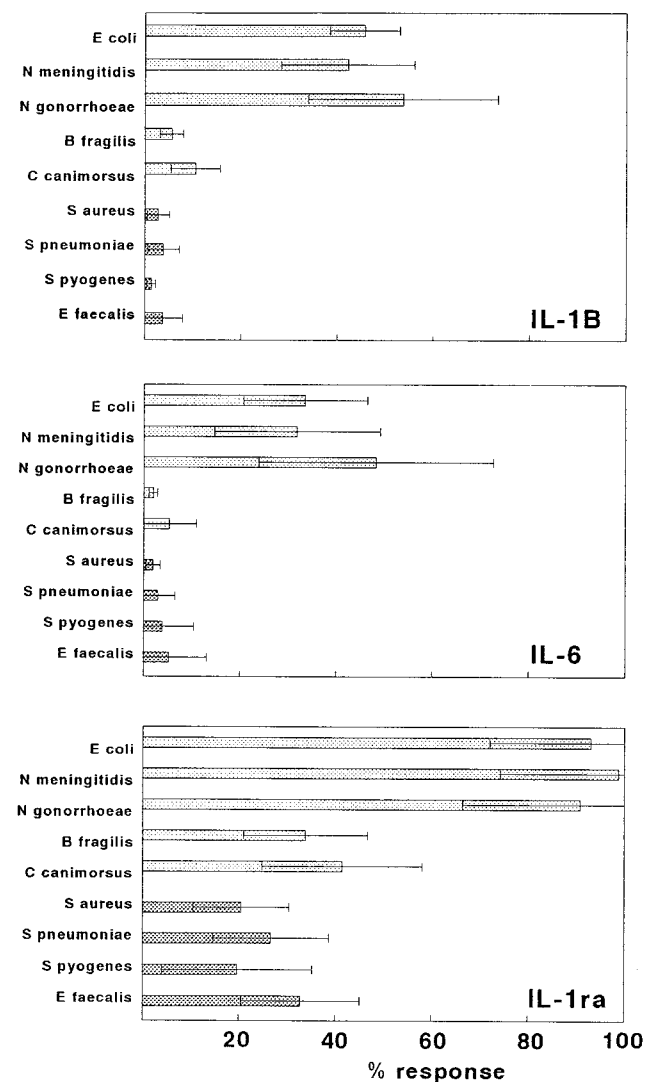 E coli
N meningitidis
N gonorrhoeae
B fragilis
C canimorsus
S aureus
S pneumoniae
S pyogenes
E faecalis
IL-1B
E coli
N meningitidis
N gonorrhoeae
B fragilis
C canimorsus
S aureus
S pneumoniae
S pyogenes
E faecalis
IL-6
E coli
N meningitidis
N gonorrhoeae
B fragilis
C canimorsus
S aureus
S pneumoniae
S pyogenes
E faecalis
IL-1ra
20 40 60 80 100
% response